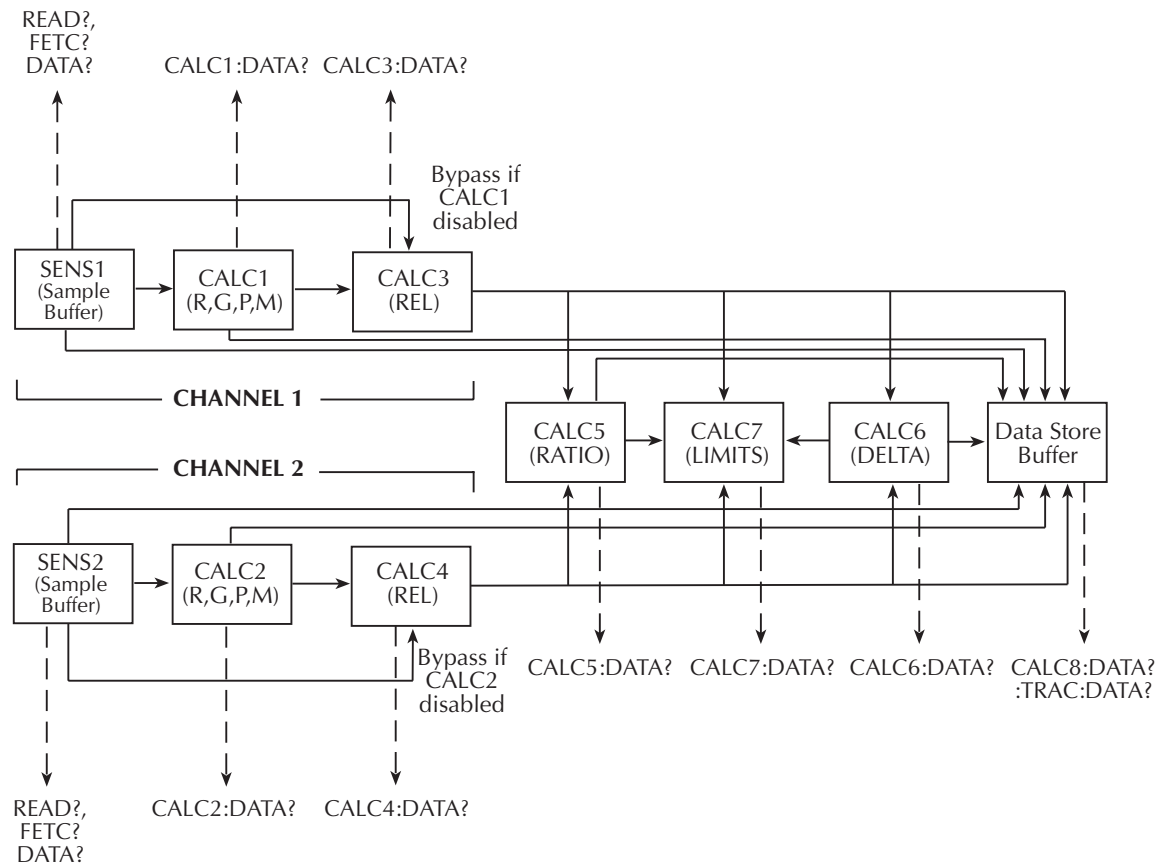 READ?,
FETC?
DATA?
CALC1:DATA?
CALC3:DATA?
Bypass if
CALC1
disabled
SENS1
(Sample
Buffer)
CALC1
(R,G,P,M)
CALC3
(REL)
CHANNEL 1
CALC5
(RATIO)
CALC7
(LIMITS)
CALC6
(DELTA)
Data Store
Buffer
CHANNEL 2
SENS2
(Sample
Buffer)
CALC2
(R,G,P,M)
CALC4
(REL)
Bypass if
CALC2
disabled
CALC5:DATA?
CALC7:DATA?
CALC6:DATA?
CALC8:DATA?
:TRAC:DATA?
READ?,
FETC?
DATA?
CALC2:DATA?
CALC4:DATA?